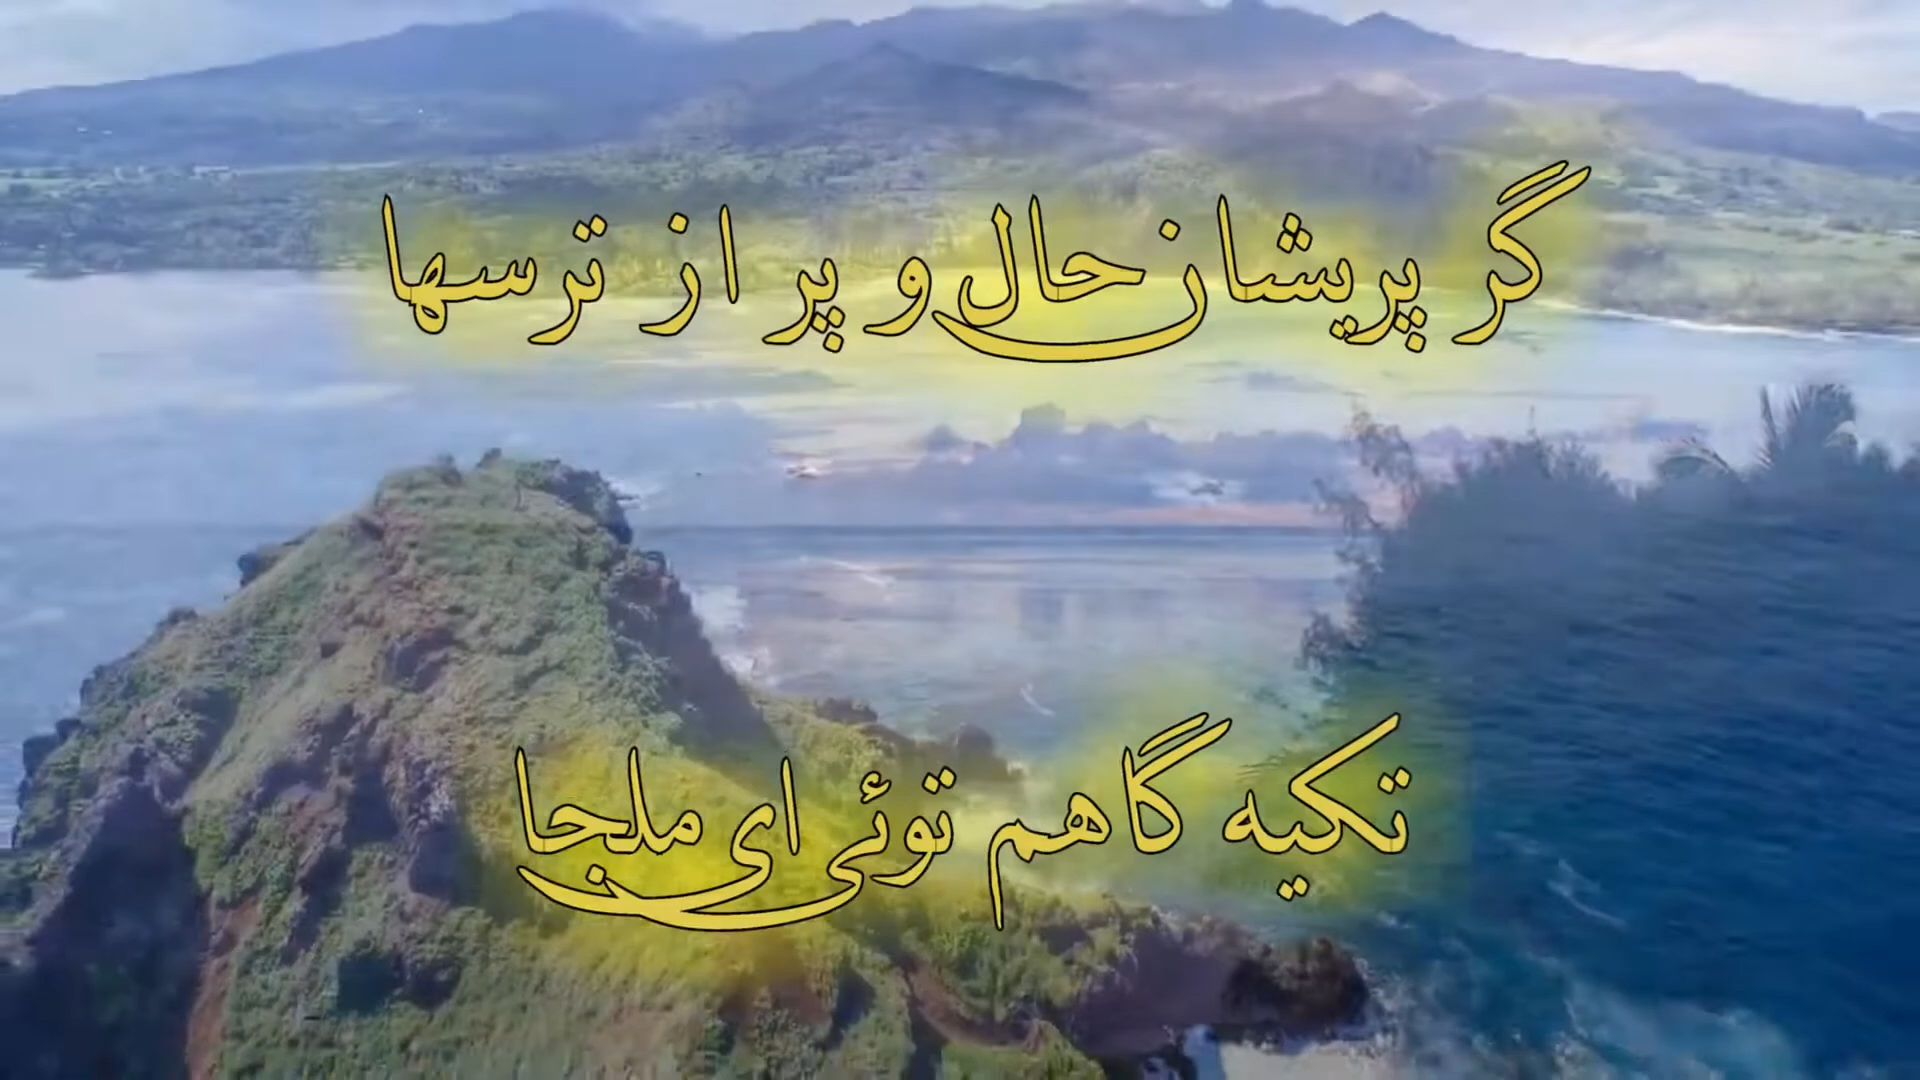 گر پریشان حال و پر از ترسها
تکیه گاهم توئی ای ملجا